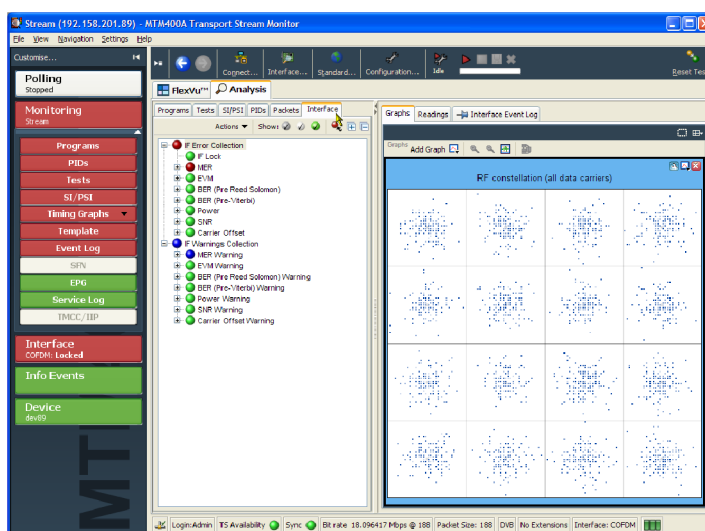 Stream (192.158.201.89) - MTM400A Transport Stream Monitor
File View Navigation Settings Help
Customise...
Connect... Interface... Standard... Configuration... Idle Reset Test
Polling
Stopped
FlexVu™ Analysis
Monitoring
Stream
Programs
PIDs
Tests
SI/PSI
Timing Graphs
Template
Event Log
SFN
EPG
Service Log
TMCC/IIP
Interface
COFDM: Locked
Info Events
Device
dev89
MTM
Programs Tests SI/PSI PIDs Packets Interface
Actions Show:
IF Error Collection
IF Lock
MER
EVM
BER (Pre Reed Solomon)
BER (Pre-Viterbi)
Power
SNR
Carrier Offset
IF Warnings Collection
MER Warning
EVM Warning
BER (Pre Reed Solomon) Warning
BER (Pre-Viterbi) Warning
Power Warning
SNR Warning
Carrier Offset Warning
Graphs Readings Interface Event Log
Graphs Add Graph
RF constellation (all data carriers)
Login:Admin TS Availability Sync Bit rate 18.096417 Mbps @ 188 Packet Size: 188 DVB No Extensions Interface: COFDM